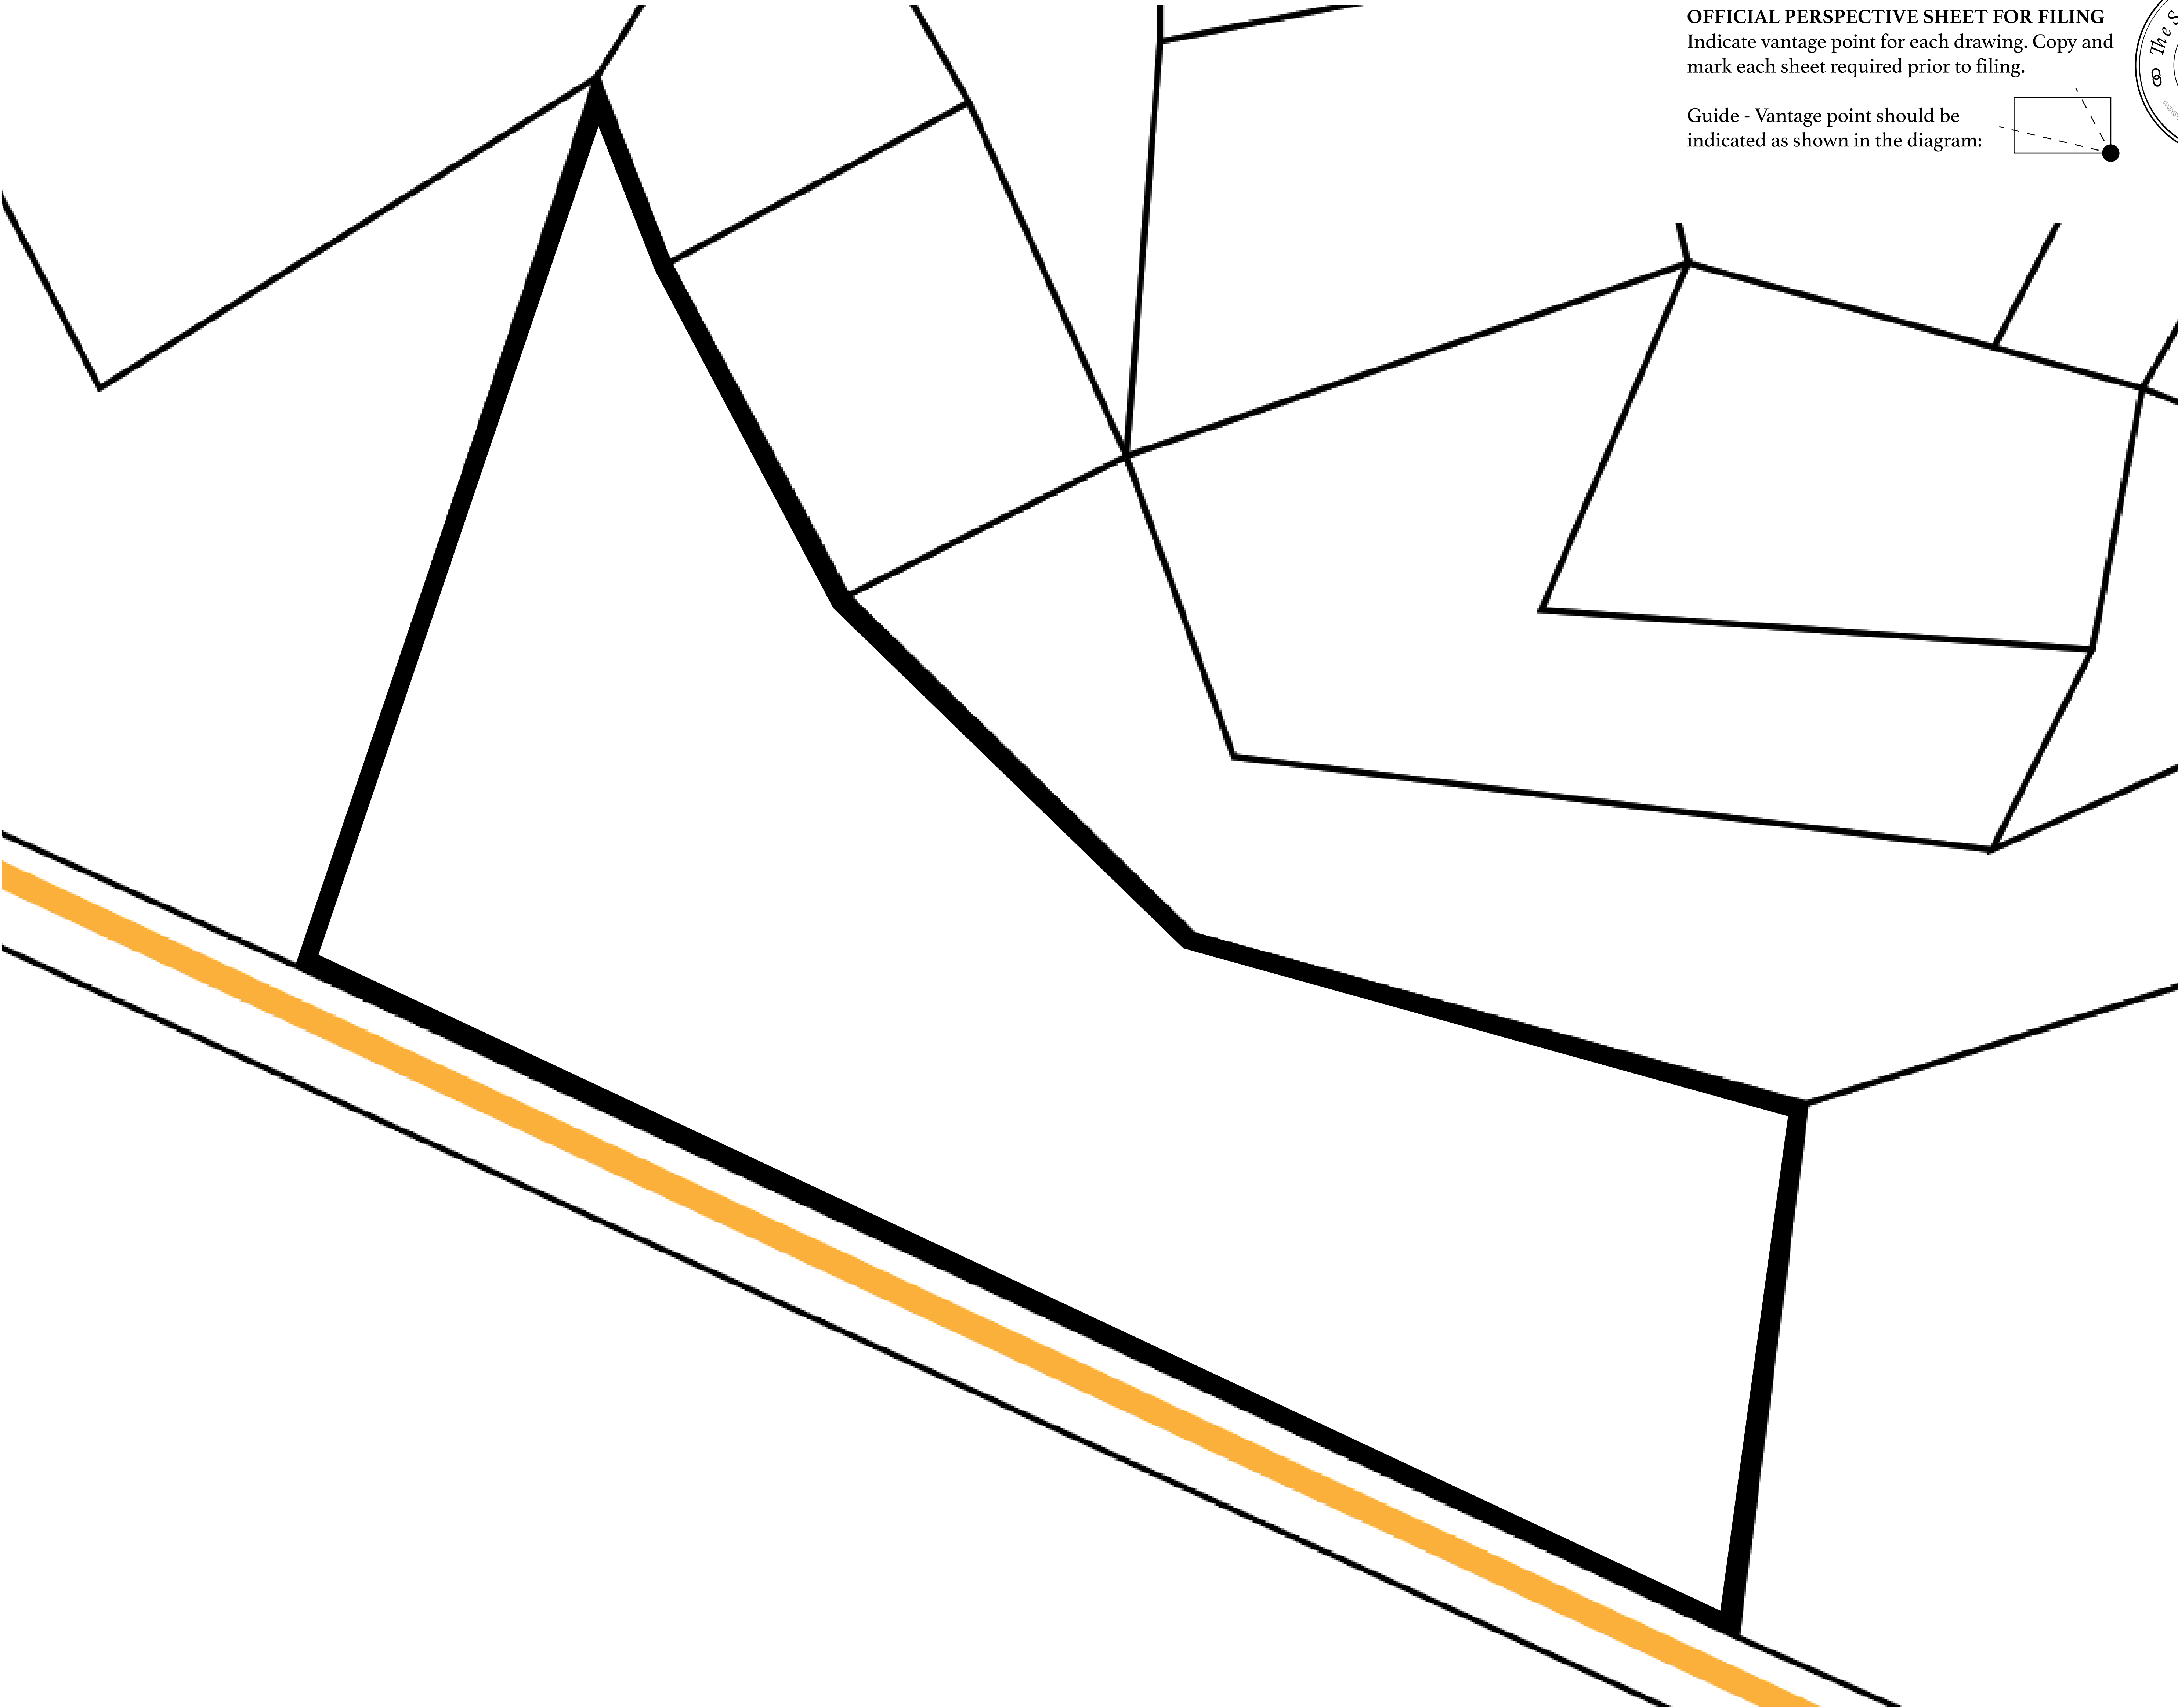 OFFICIAL PERSPECTIVE SHEET FOR FILING
Indicate vantage point for each drawing. Copy and
mark each sheet required prior to filing.
Guide - Vantage point should be
indicated as shown in the diagram:
The